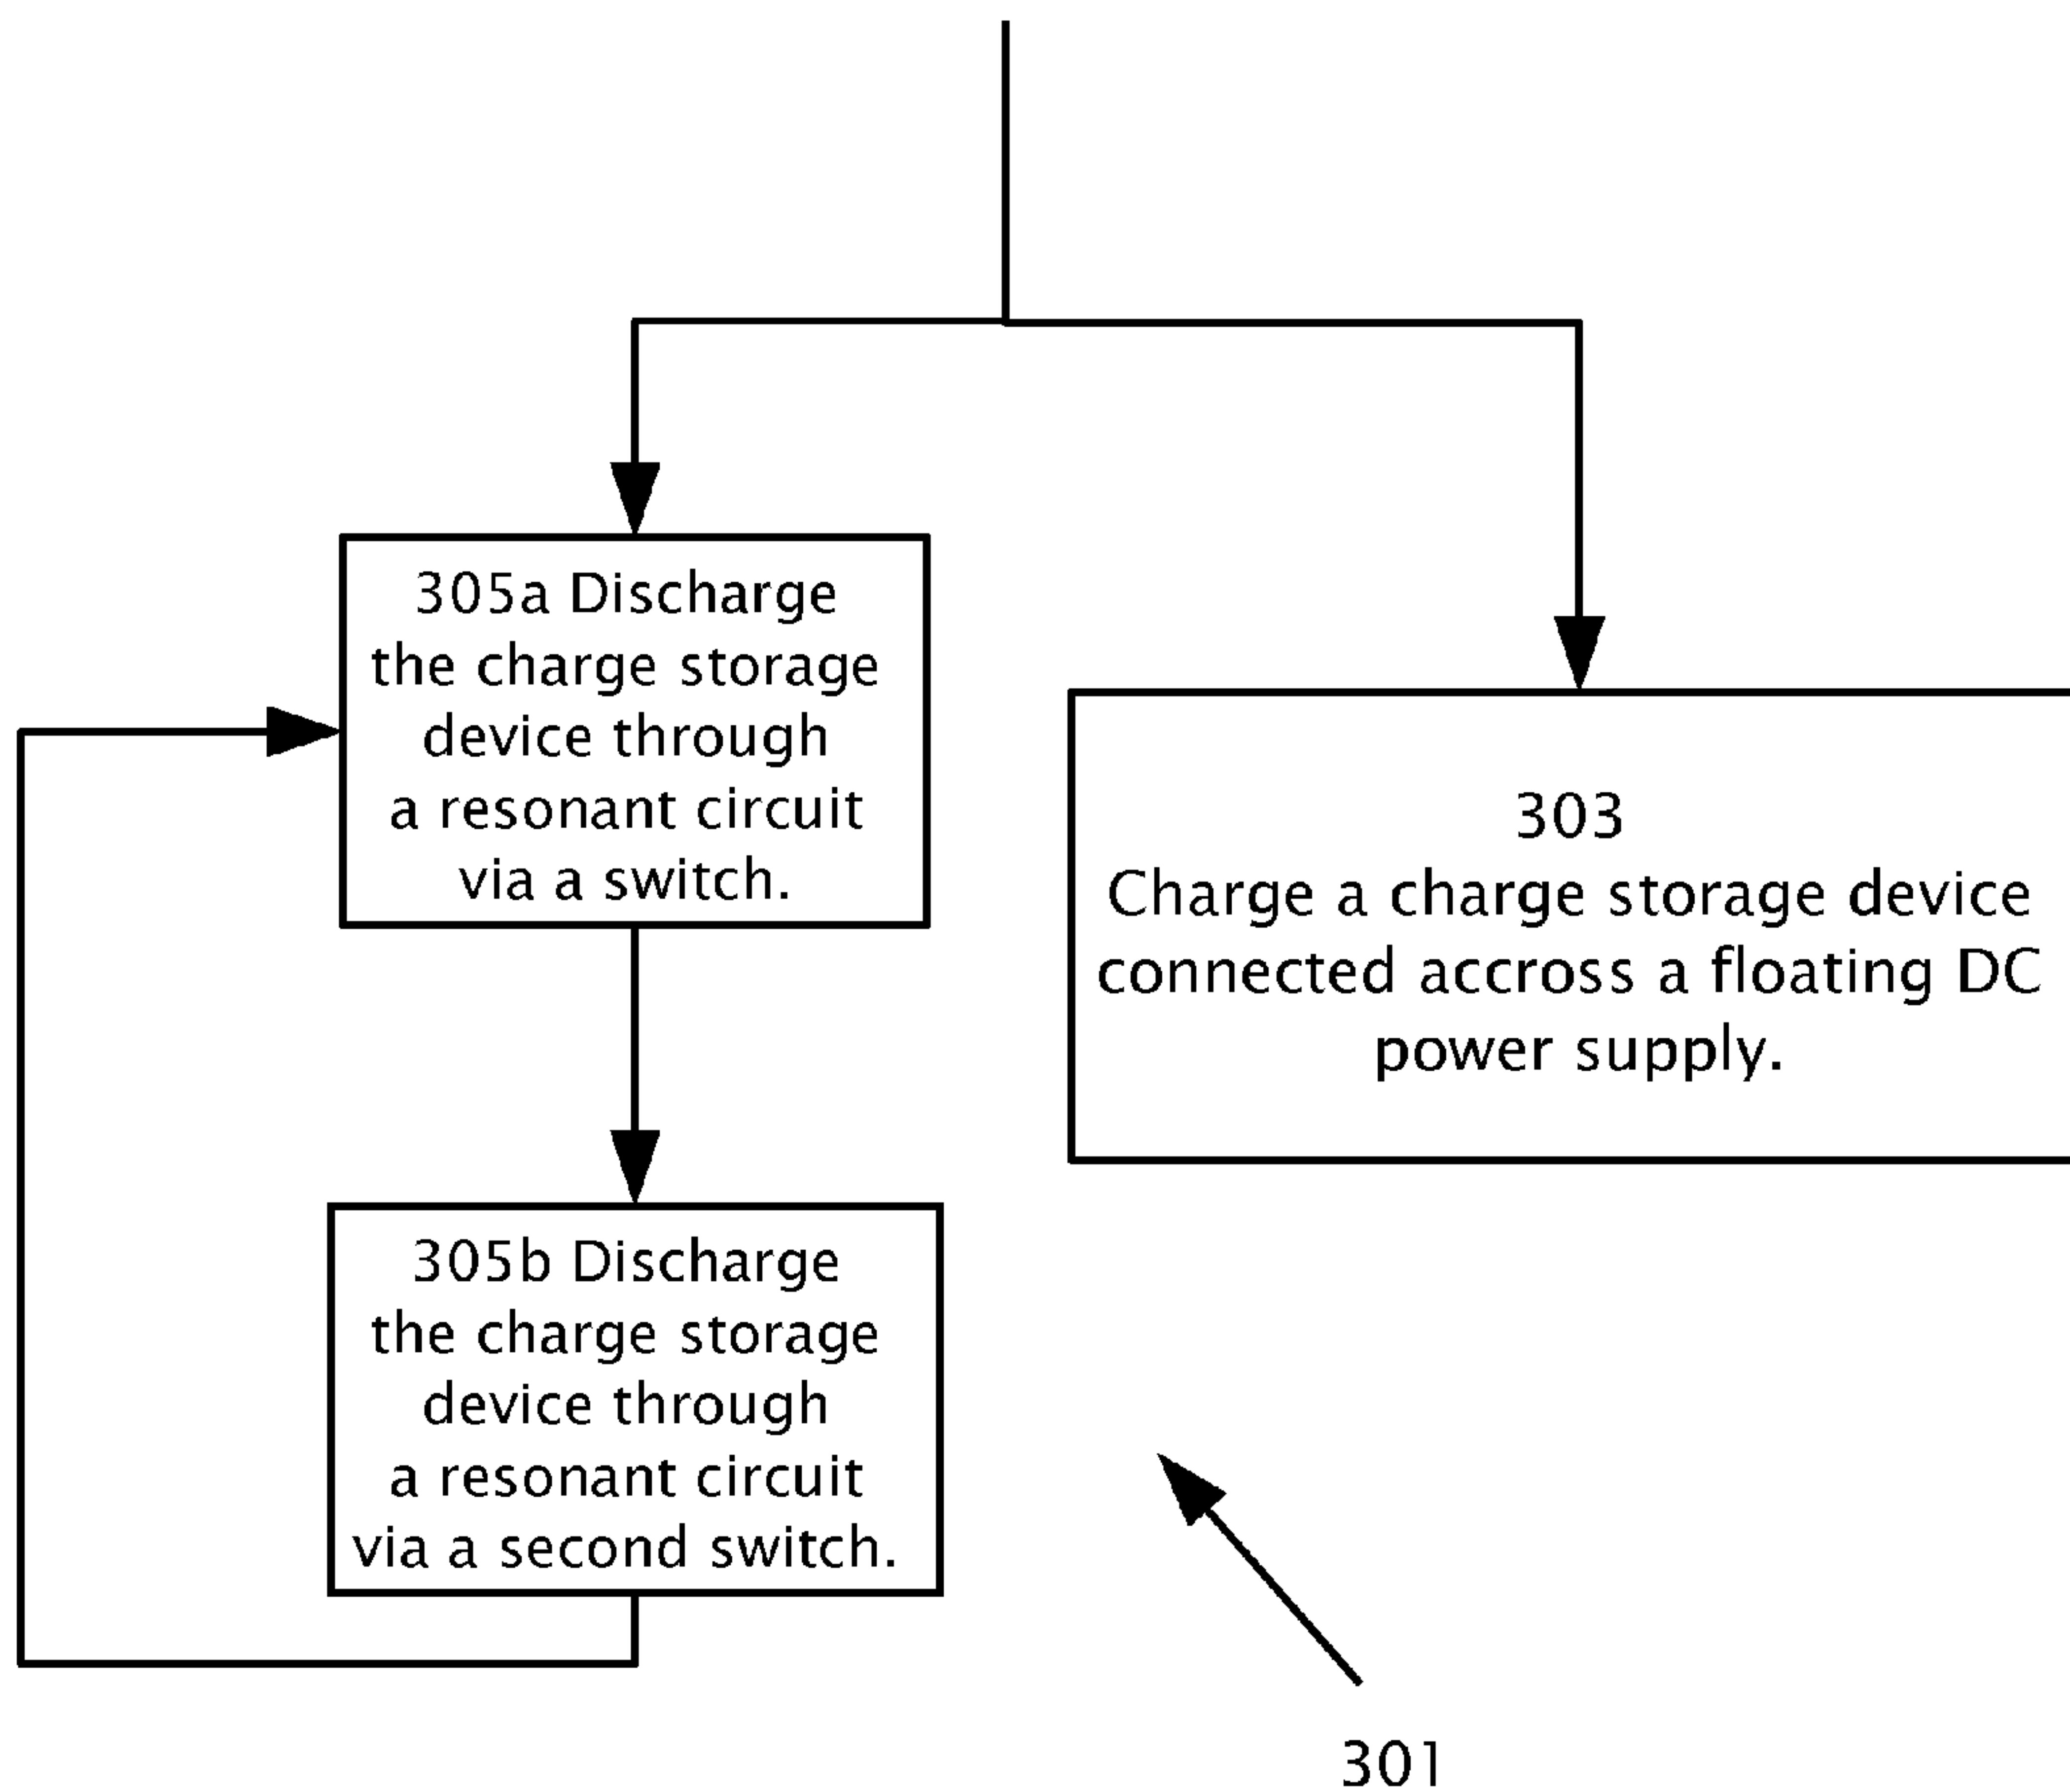 305a Discharge
the charge storage
device through
a resonant circuit
via a switch.
303
Charge a charge storage device
connected accross a floating DC
power supply.
305b Discharge
the charge storage
device through
a resonant circuit
via a second switch.
301